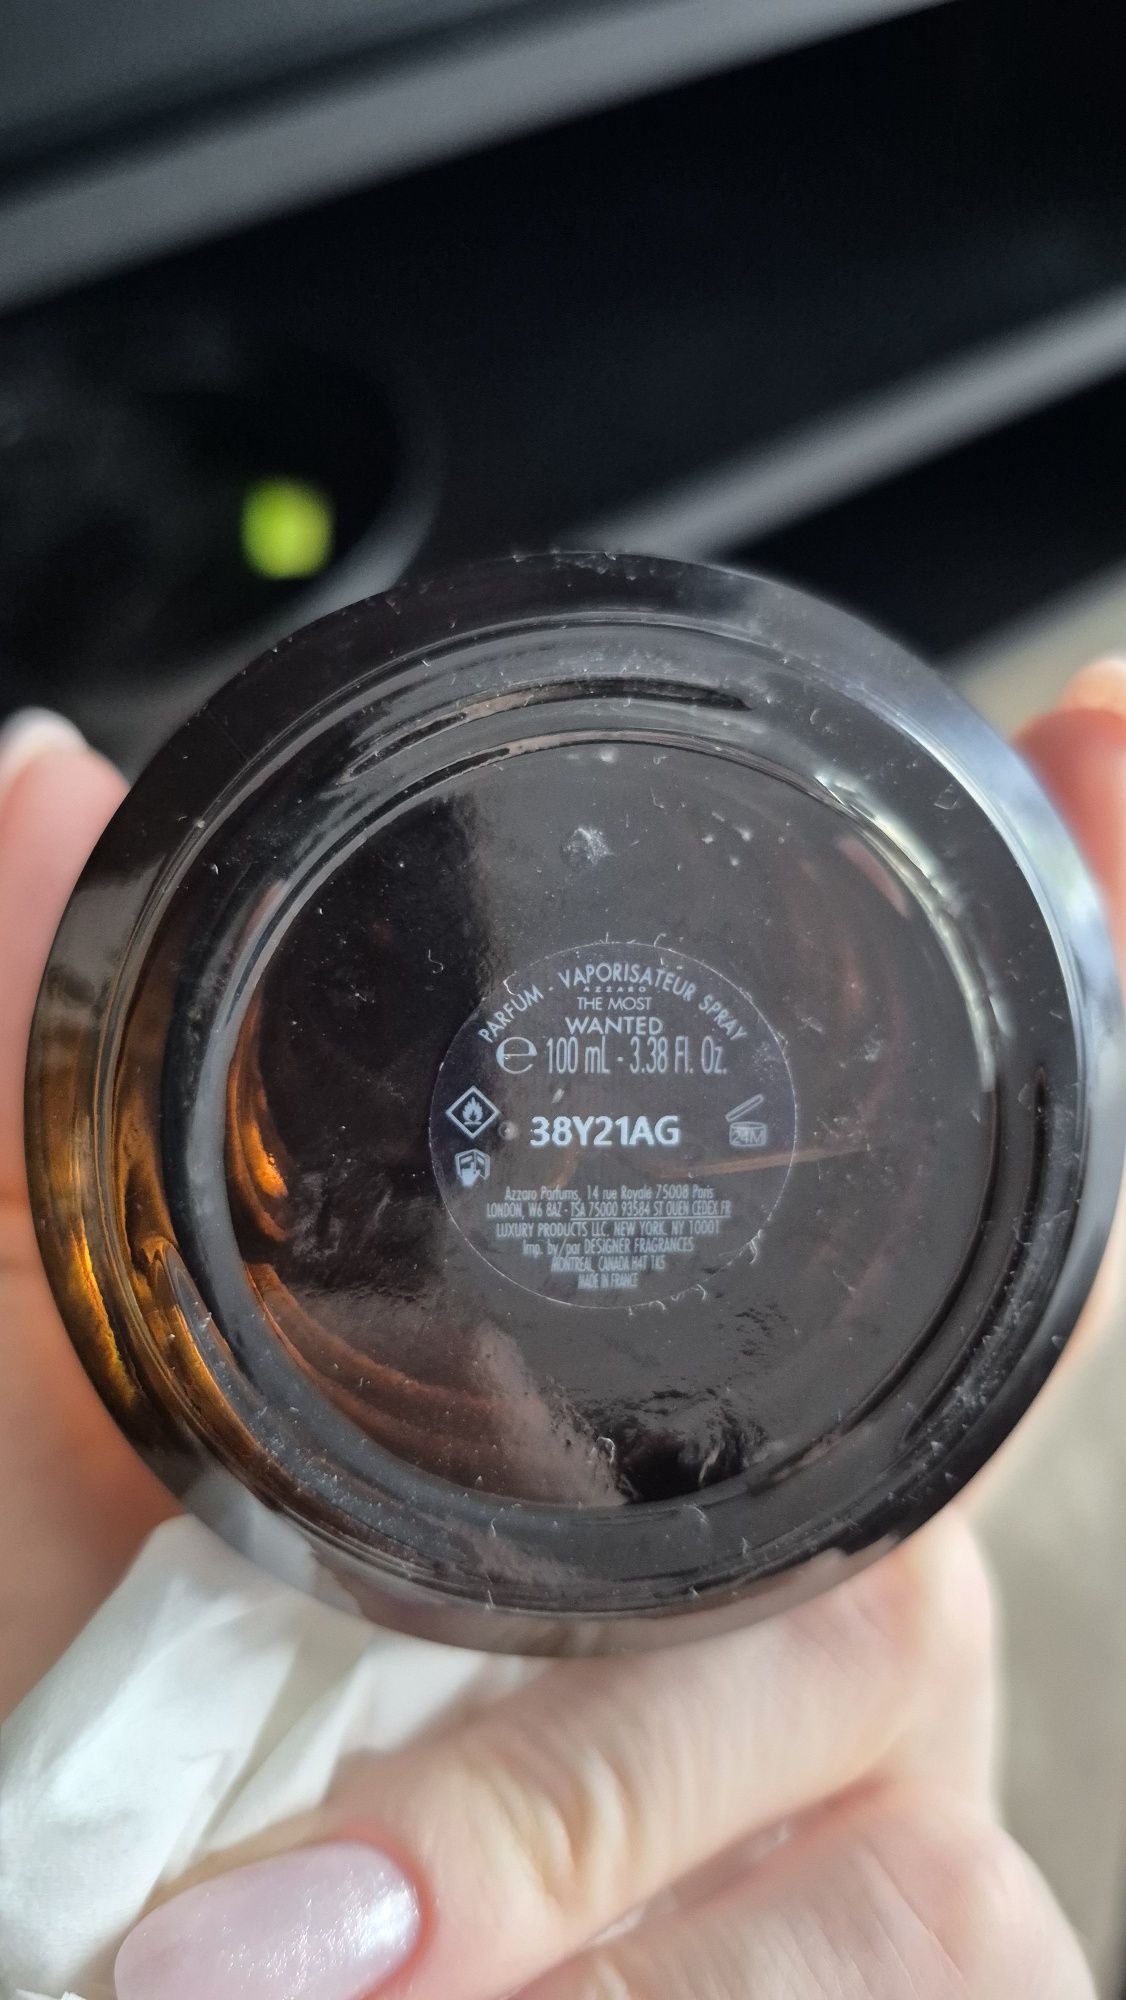 PARFUM - VAPORISATEUR SPRAY
AZZARO
THE MOST
WANTED
e 100 mL - 3.38 Fl. Oz.
38Y21AG
24M
Azzaro Parfums, 14 rue Royale 75008 Paris
LONDON, W6 8AZ - TSA 75000 93584 ST OUEN CEDEX FR
LUXURY PRODUCTS LLC, NEW YORK, NY 10001
Imp. by/par DESIGNER FRAGRANCES
MONTREAL, CANADA H4T 1K5
MADE IN FRANCE